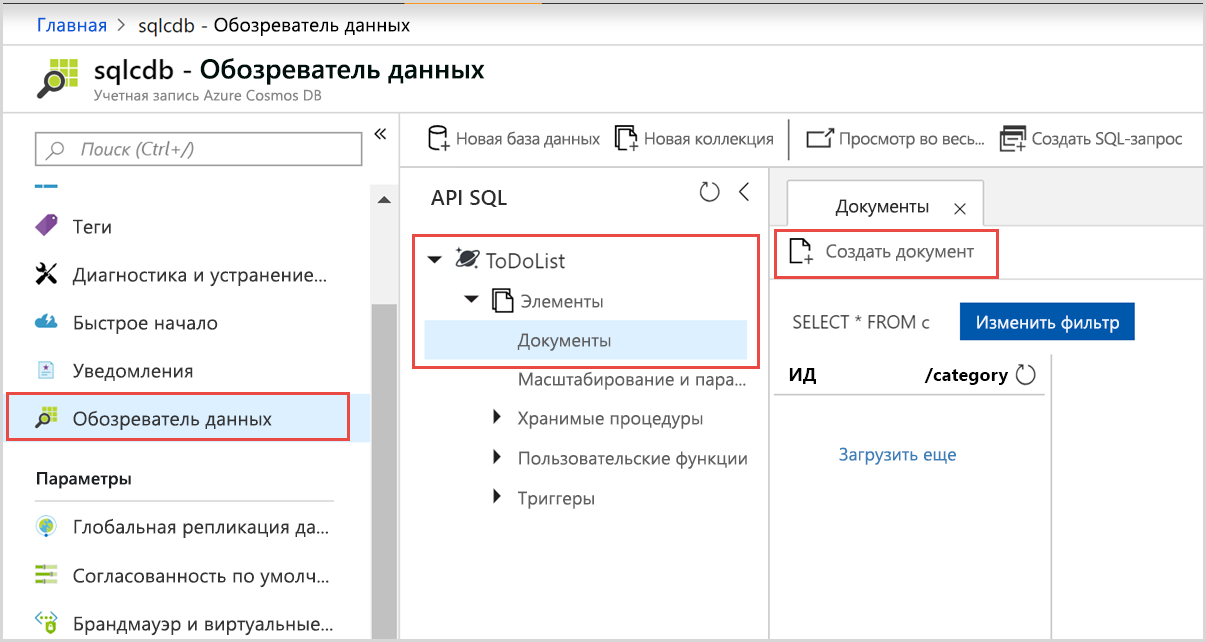 Главная > sqlcdb - Обозреватель данных
sqlcdb - Обозреватель данных
Учетная запись Azure Cosmos DB
Поиск (Ctrl+/)
«
Теги
Диагностика и устранение...
Быстрое начало
Уведомления
Обозреватель данных
Параметры
Глобальная репликация да...
Согласованность по умолч...
Брандмауэр и виртуальные...
Новая база данных
Новая коллекция
Просмотр во весь...
Создать SQL-запрос
API SQL
ToDoList
Элементы
Документы
Масштабирование и пара...
Хранимые процедуры
Пользовательские функции
Триггеры
Документы
Создать документ
SELECT * FROM c
Изменить фильтр
ИД /category
Загрузить еще